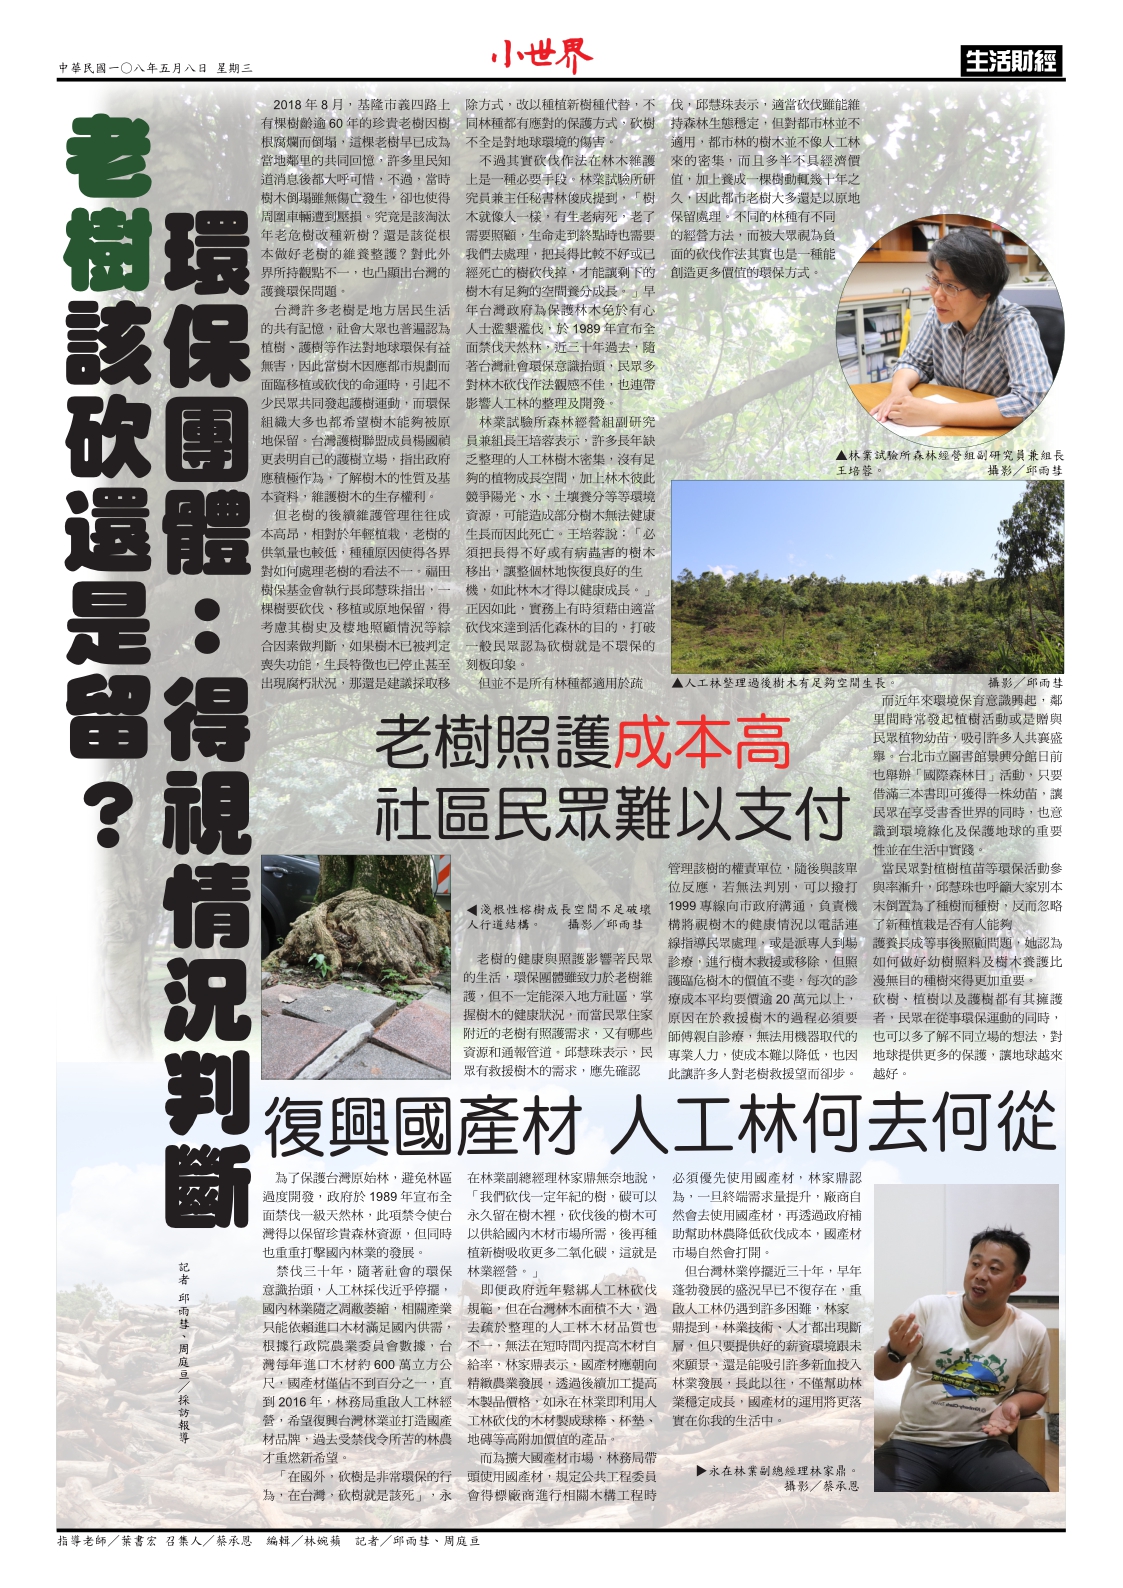 中華民國一〇八年五月八日 星期三
小世界
生活財經
老樹該砍還是留？
環保團體：得視情況判斷
記者 邱雨彗、周庭亘／採訪報導
2018 年 8 月，基隆市義四路上
有棵樹齡逾 60 年的珍貴老樹因樹
根腐爛而倒塌，這棵老樹早已成為
當地鄰里的共同回憶，許多里民知
道消息後都大呼可惜，不過，當時
樹木倒塌雖無傷亡發生，卻也使得
周圍車輛遭到壓損。究竟是該淘汰
年老危樹改種新樹？還是該從根
本做好老樹的維養整護？對此外
界所持觀點不一，也凸顯出台灣的
護養環保問題。
台灣許多老樹是地方居民生活
的共有記憶，社會大眾也普遍認為
植樹、護樹等作法對地球環保有益
無害，因此當樹木因應都市規劃而
面臨移植或砍伐的命運時，引起不
少民眾共同發起護樹運動，而環保
組織大多也都希望樹木能夠被原
地保留。台灣護樹聯盟成員楊國禎
更表明自己的護樹立場，指出政府
應積極作為，了解樹木的性質及基
本資料，維護樹木的生存權利。
但老樹的後續維護管理往往成
本高昂，相對於年輕植栽，老樹的
供氧量也較低，種種原因使得各界
對如何處理老樹的看法不一。福田
樹保基金會執行長邱慧珠指出，一
棵樹要砍伐、移植或原地保留，得
考慮其樹史及棲地照顧情況等綜
合因素做判斷，如果樹木已被判定
喪失功能，生長特徵也已停止甚至
出現腐朽狀況，那還是建議採取移
除方式，改以種植新樹種代替，不
同林種都有應對的保護方式，砍樹
不全是對地球環境的傷害。
不過其實砍伐作法在林木維護
上是一種必要手段。林業試驗所研
究員兼主任秘書林俊成提到，「樹
木就像人一樣，有生老病死，老了
需要照顧，生命走到終點時也需要
我們去處理，把長得比較不好或已
經死亡的樹砍伐掉，才能讓剩下的
樹木有足夠的空間養分成長。」早
年台灣政府為保護林木免於有心
人士濫墾濫伐，於 1989 年宣布全
面禁伐天然林，近三十年過去，隨
著台灣社會環保意識抬頭，民眾多
對林木砍伐作法觀感不佳，也連帶
影響人工林的整理及開發。
林業試驗所森林經營組副研究
員兼組長王培蓉表示，許多長年缺
乏整理的人工林樹木密集，沒有足
夠的植物成長空間，加上林木彼此
競爭陽光、水、土壤養分等等環境
資源，可能造成部分樹木無法健康
生長而因此死亡。王培蓉說：「必
須把長得不好或有病蟲害的樹木
移出，讓整個林地恢復良好的生
機，如此林木才得以健康成長。」
正因如此，實務上有時須藉由適當
砍伐來達到活化森林的目的，打破
一般民眾認為砍樹就是不環保的
刻板印象。
但並不是所有林種都適用於疏
伐，邱慧珠表示，適當砍伐雖能維
持森林生態穩定，但對都市林並不
適用，都市林的樹木並不像人工林
來的密集，而且多半不具經濟價
值，加上養成一棵樹動輒幾十年之
久，因此都市老樹大多還是以原地
保留處理。不同的林種有不同
的經營方法，而被大眾視為負
面的砍伐作法其實也是一種能
創造更多價值的環保方式。
▲林業試驗所森林經營組副研究員兼組長
王培蓉。 攝影／邱雨彗
▲人工林整理過後樹木有足夠空間生長。 攝影／邱雨彗
老樹照護成本高
社區民眾難以支付
◀淺根性榕樹成長空間不足破壞
人行道結構。 攝影／邱雨彗
老樹的健康與照護影響著民眾
的生活，環保團體雖致力於老樹維
護，但不一定能深入地方社區，掌
握樹木的健康狀況，而當民眾住家
附近的老樹有照護需求，又有哪些
資源和通報管道。邱慧珠表示，民
眾有救援樹木的需求，應先確認
管理該樹的權責單位，隨後與該單
位反應，若無法判別，可以撥打
1999 專線向市政府溝通，負責機
構將視樹木的健康情況以電話連
線指導民眾處理，或是派專人到場
診療，進行樹木救援或移除，但照
護臨危樹木的價值不斐，每次的診
療成本平均要價逾 20 萬元以上，
原因在於救援樹木的過程必須要
師傅親自診療，無法用機器取代的
專業人力，使成本難以降低，也因
此讓許多人對老樹救援望而卻步。
而近年來環境保育意識興起，鄰
里間時常發起植樹活動或是贈與
民眾植物幼苗，吸引許多人共襄盛
舉。台北市立圖書館景興分館日前
也舉辦「國際森林日」活動，只要
借滿三本書即可獲得一株幼苗，讓
民眾在享受書香世界的同時，也意
識到環境綠化及保護地球的重要
性並在生活中實踐。
當民眾對植樹植苗等環保活動參
與率漸升，邱慧珠也呼籲大家別本
末倒置為了種樹而種樹，反而忽略
了新種植栽是否有人能夠
護養長成等事後照顧問題，她認為
如何做好幼樹照料及樹木養護比
漫無目的種樹來得更加重要。
砍樹、植樹以及護樹都有其擁護
者，民眾在從事環保運動的同時，
也可以多了解不同立場的想法，對
地球提供更多的保護，讓地球越來
越好。
復興國產材 人工林何去何從
為了保護台灣原始林，避免林區
過度開發，政府於 1989 年宣布全
面禁伐一級天然林，此項禁令使台
灣得以保留珍貴森林資源，但同時
也重重打擊國內林業的發展。
禁伐三十年，隨著社會的環保
意識抬頭，人工林採伐近乎停擺，
國內林業隨之凋敝萎縮，相關產業
只能依賴進口木材滿足國內供需，
根據行政院農業委員會數據，台
灣每年進口木材約 600 萬立方公
尺，國產材僅佔不到百分之一，直
到 2016 年，林務局重啟人工林經
營，希望復興台灣林業並打造國產
材品牌，過去受禁伐令所苦的林農
才重燃新希望。
「在國外，砍樹是非常環保的行
為，在台灣，砍樹就是該死」，永
在林業副總經理林家鼎無奈地說，
「我們砍伐一定年紀的樹，碳可以
永久留在樹木裡，砍伐後的樹木可
以供給國內木材市場所需，後再種
植新樹吸收更多二氧化碳，這就是
林業經營。」
即便政府近年鬆綁人工林砍伐
規範，但在台灣林木面積不大，過
去疏於整理的人工林木材品質也
不一，無法在短時間內提高木材自
給率，林家鼎表示，國產材應朝向
精緻農業發展，透過後續加工提高
木製品價格，如永在林業即利用人
工林砍伐的木材製成球棒、杯墊、
地磚等高附加價值的產品。
而為擴大國產材市場，林務局帶
頭使用國產材，規定公共工程委員
會得標廠商進行相關木構工程時
必須優先使用國產材，林家鼎認
為，一旦終端需求量提升，廠商自
然會去使用國產材，再透過政府補
助幫助林農降低砍伐成本，國產材
市場自然會打開。
但台灣林業停擺近三十年，早年
蓬勃發展的盛況早已不復存在，重
啟人工林仍遇到許多困難，林家
鼎提到，林業技術、人才都出現斷
層，但只要提供好的薪資環境跟未
來願景，還是能吸引許多新血投入
林業發展，長此以往，不僅幫助林
業穩定成長，國產材的運用將更落
實在你我的生活中。
▶永在林業副總經理林家鼎。
攝影／蔡承恩
指導老師／葉書宏 召集人／蔡承恩 編輯／林婉蘋 記者／邱雨彗、周庭亘